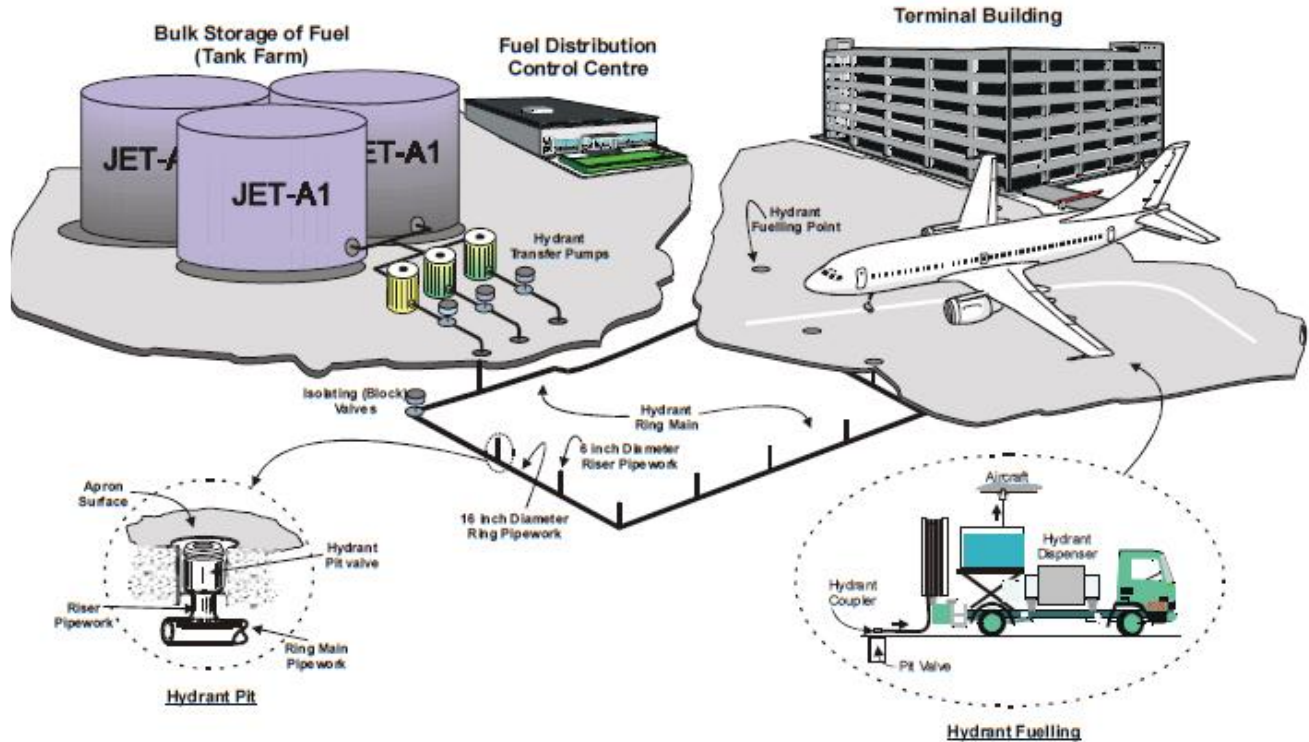 Terminal Building
Bulk Storage of Fuel
(Tank Farm)
Fuel Distribution
Control Centre
JET-A
ET-A1
JET-A1
Hydrant
Transfer Pumps
Hydrant
Fuelling Point
Isolating (Block)
Valves
Hydrant
Ring Main
6 inch Diameter
Riser Pipework
16 Inch Diameter
Ring Pipework
Apron
Surface
Hydrant
Pit valve
Riser
Pipework
Ring Main
Pipework
Hydrant Pit
Aircraft
Hydrant
Dispenser
Hydrant
Coupler
Pit Valve
Hydrant Fuelling